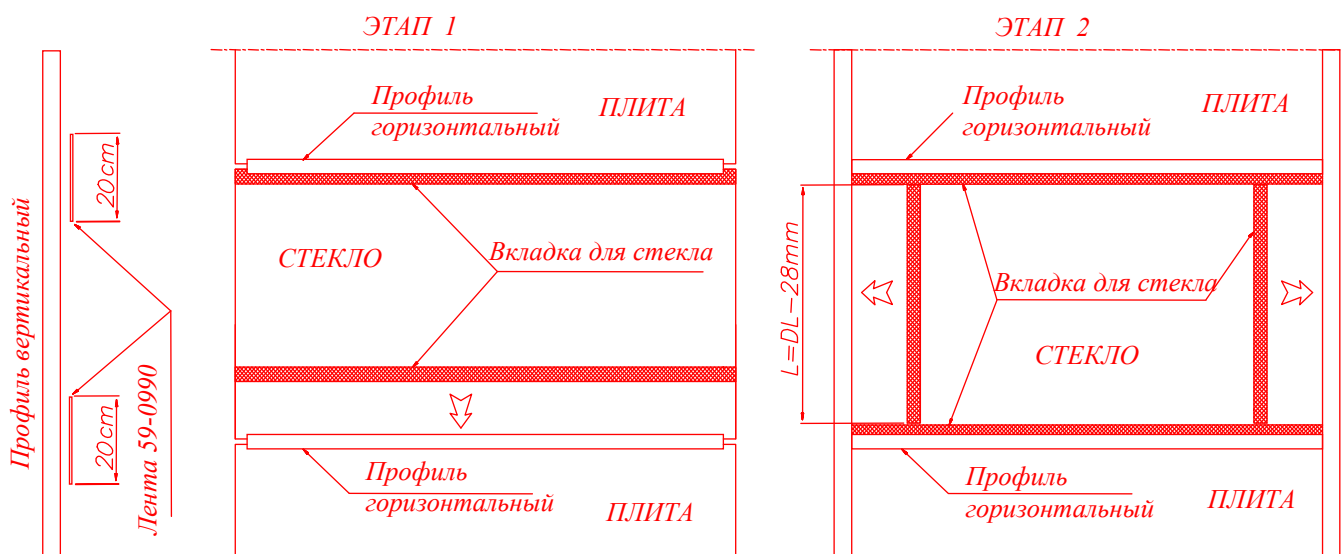 Профиль вертикальный
20cm
20cm
Лента 59-0990
ЭТАП 1
Профиль
горизонтальный
ПЛИТА
СТЕКЛО
Вкладка для стекла
Профиль
горизонтальный
ПЛИТА
ЭТАП 2
Профиль
горизонтальный
ПЛИТА
L=DL-28mm
Вкладка для стекла
СТЕКЛО
Профиль
горизонтальный
ПЛИТА